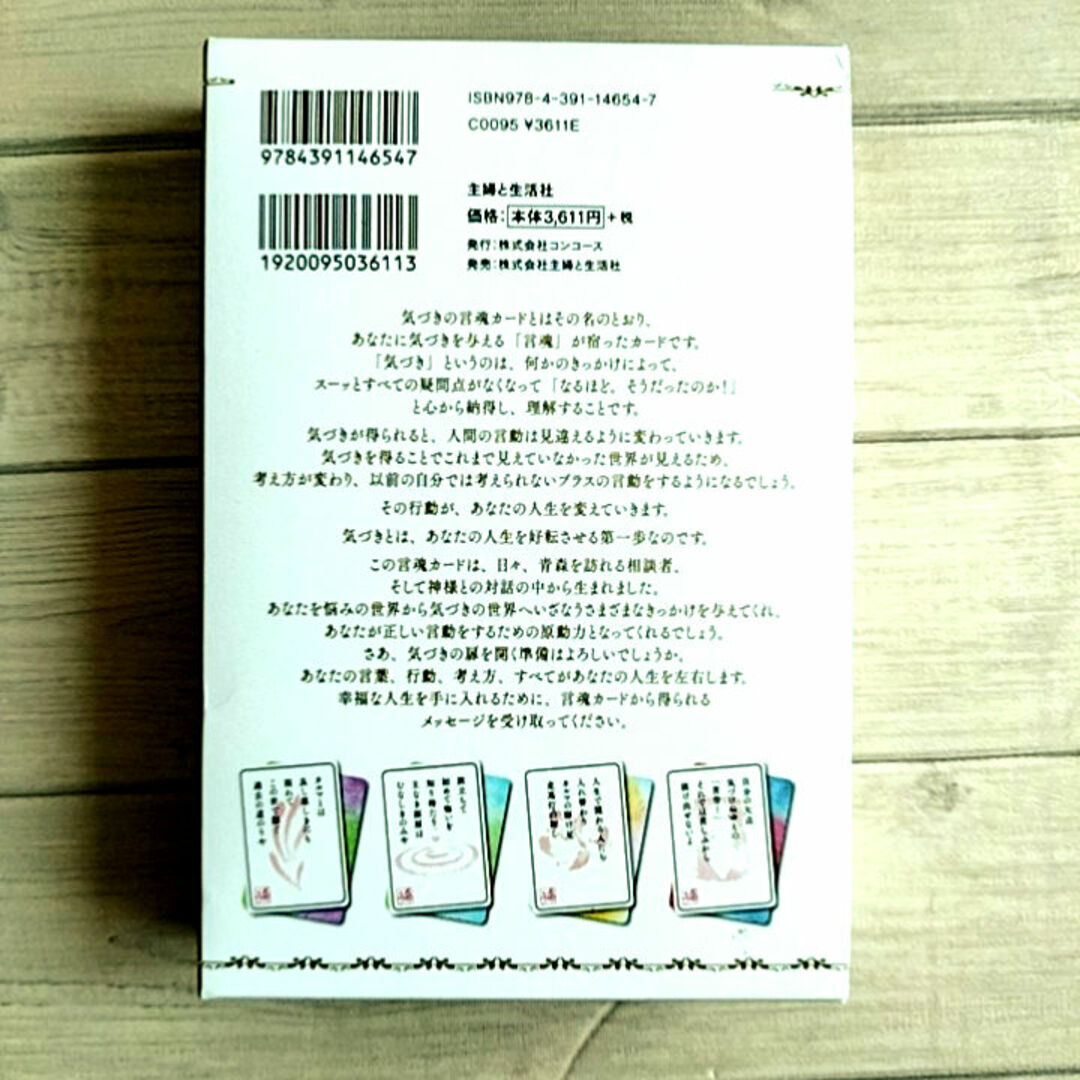 ISBN978-4-391-14654-7
C0095 ¥3611E
9784391146547
主婦と生活社
価格:本体3,611円+税
発行:株式会社コンコース
発売:株式会社主婦と生活社
1920095036113
気づきの言魂カードとはその名のとおり、
あなたに気づきを与える「言魂」が宿ったカードです。
「気づき」というのは、何かのきっかけによって、
スーッとすべての疑問点がなくなって「なるほど、そうだったのか!」
と心から納得し、理解することです。
気づきが得られると、人間の言動は見違えるように変わっていきます。
気づきを得ることでこれまで見えていなかった世界が見えるため、
考え方が変わり、以前の自分では考えられないプラスの言動をするようになるでしょう。
その行動が、あなたの人生を変えていきます。
気づきとは、あなたの人生を好転させる第一歩なのです。
この言魂カードは、日々、青森を訪れる相談者、
そして神様との対話の中から生まれました。
あなたを悩みの世界から気づきの世界へいざなうさまざまなきっかけを与えてくれ、
あなたが正しい言動をするための原動力となってくれるでしょう。
さあ、気づきの扉を開く準備はよろしいでしょうか。
あなたの言葉、行動、考え方、すべてがあなたの人生を左右します。
幸福な人生を手に入れるために、言魂カードから得られる
メッセージを受け取ってください。